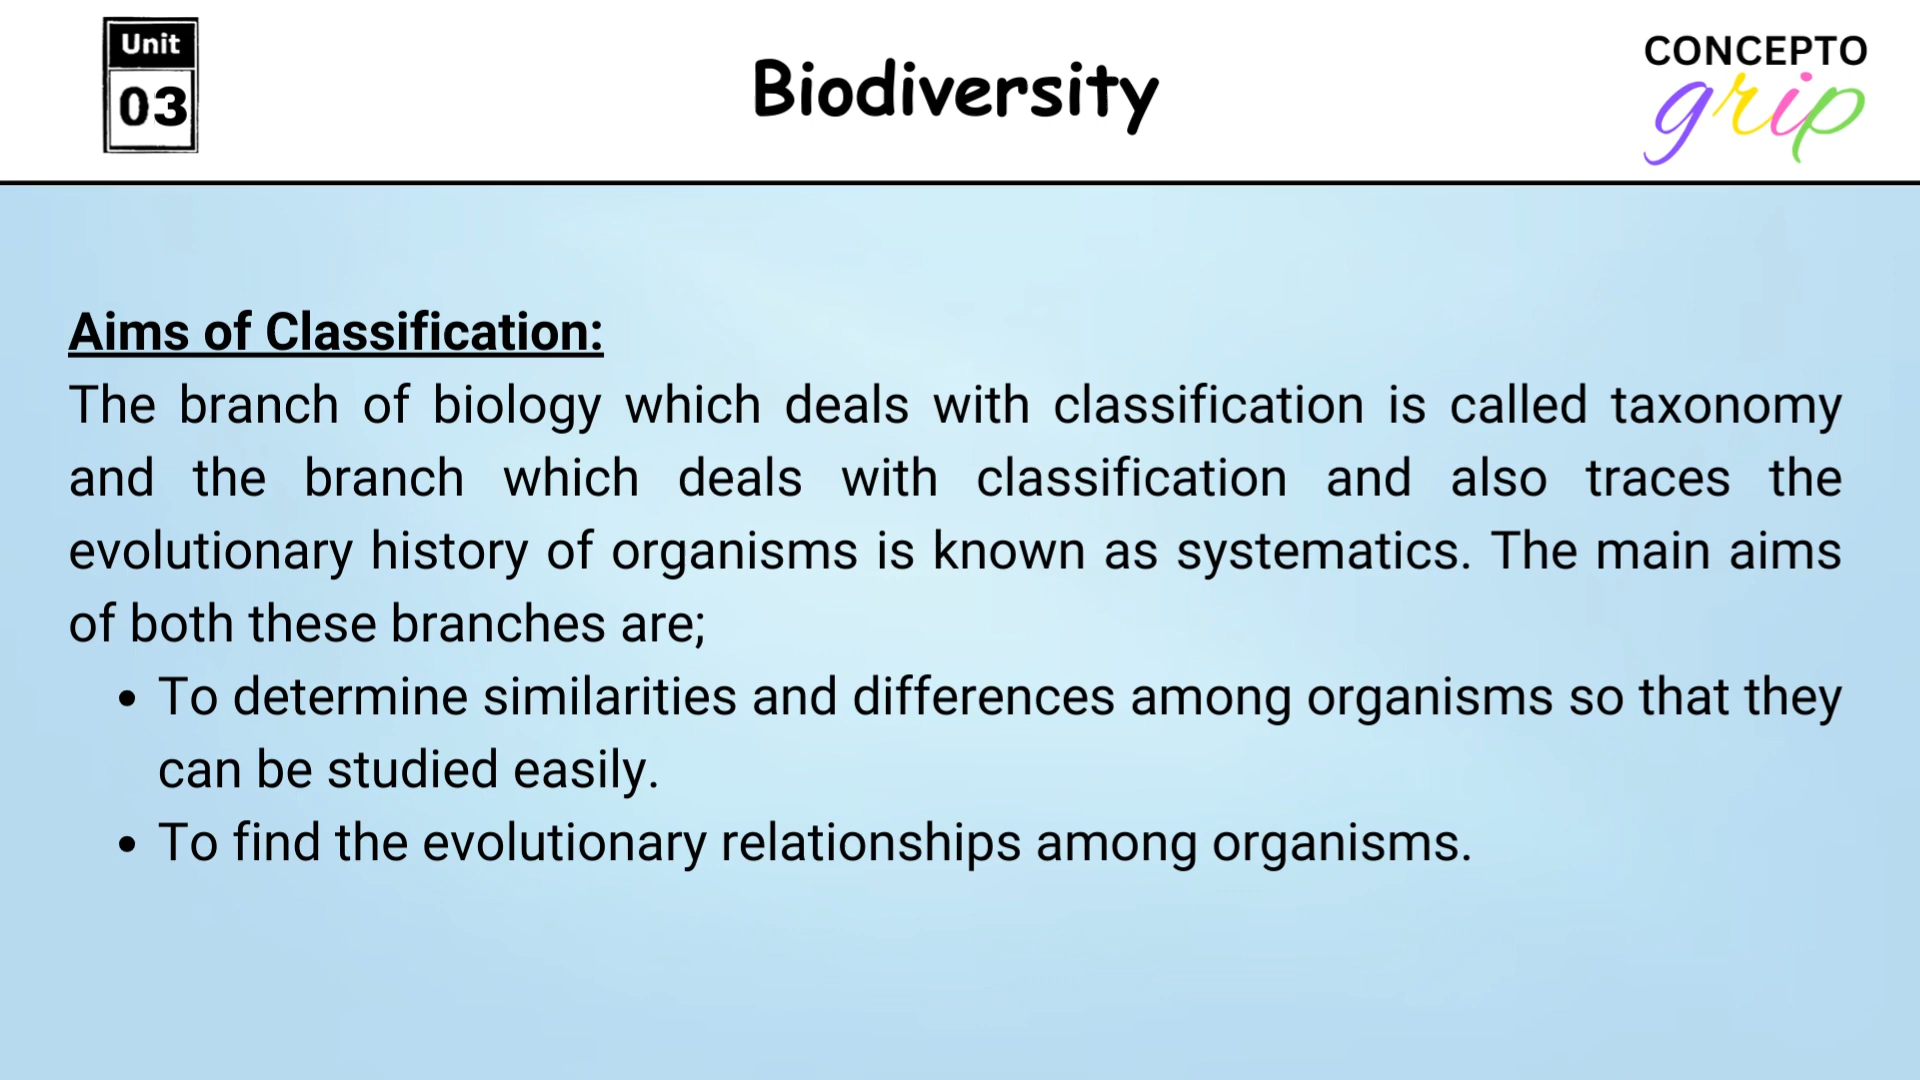 Unit
03
Biodiversity
CONCEPTO
grip
Aims of Classification:
The branch of biology which deals with classification is called taxonomy
and the branch which deals with classification and also traces the
evolutionary history of organisms is known as systematics. The main aims
of both these branches are;
• To determine similarities and differences among organisms so that they
can be studied easily.
• To find the evolutionary relationships among organisms.